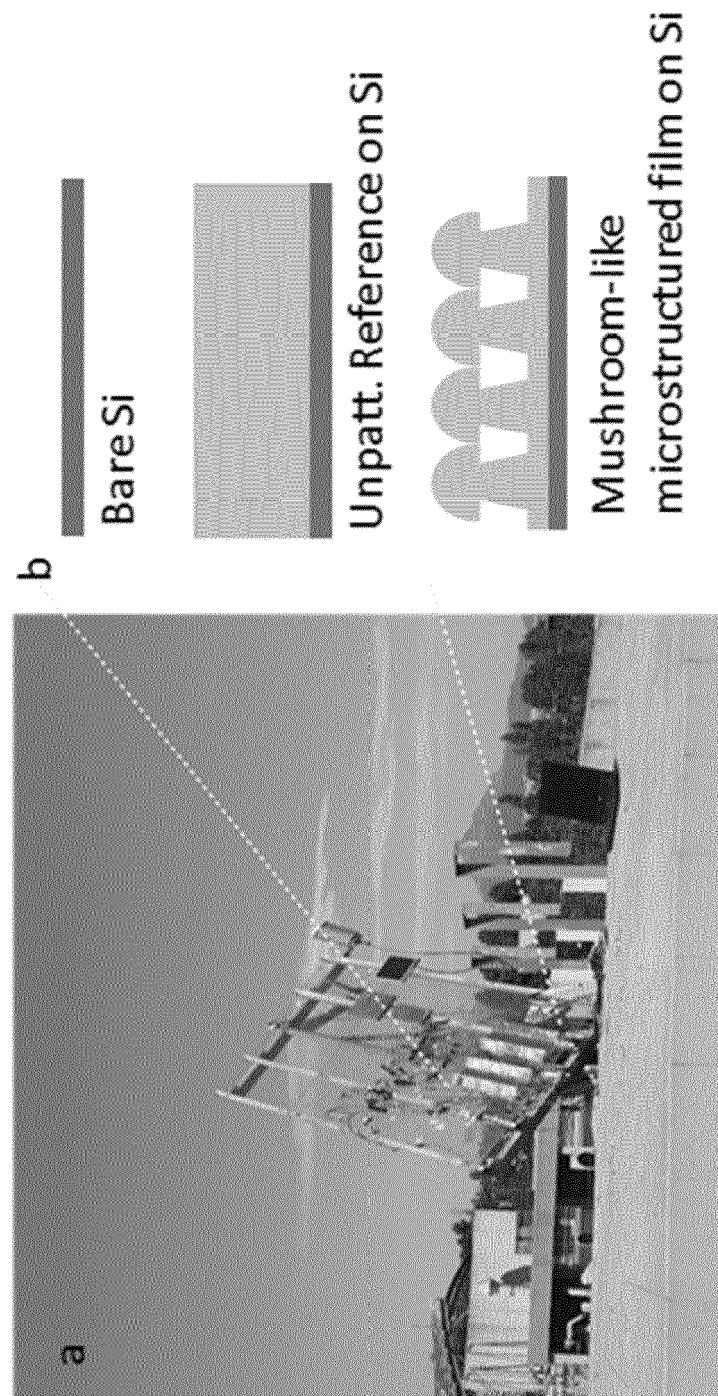 a
b
Bare Si
Unpatt. Reference on Si
Mushroom-like
microstructured film on Si